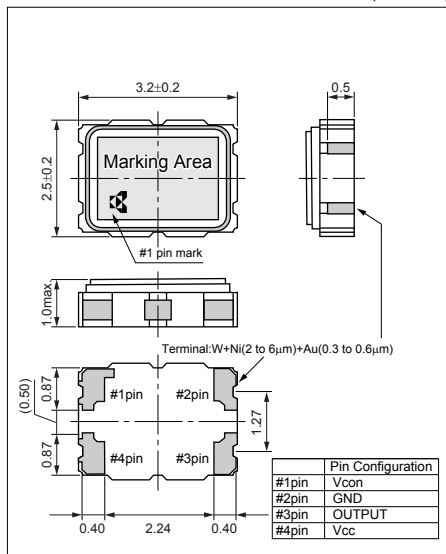 3.2±0.2
0.5
2.5±0.2
Marking Area
#1 pin mark
1.0max.
Terminal:W+Ni(2 to 6μm)+Au(0.3 to 0.6μm)
(0.50)
0.87
#1pin
#2pin
1.27
0.87
#4pin
#3pin
0.40
2.24
0.40
Pin Configuration
#1pin Vcon
#2pin GND
#3pin OUTPUT
#4pin Vcc